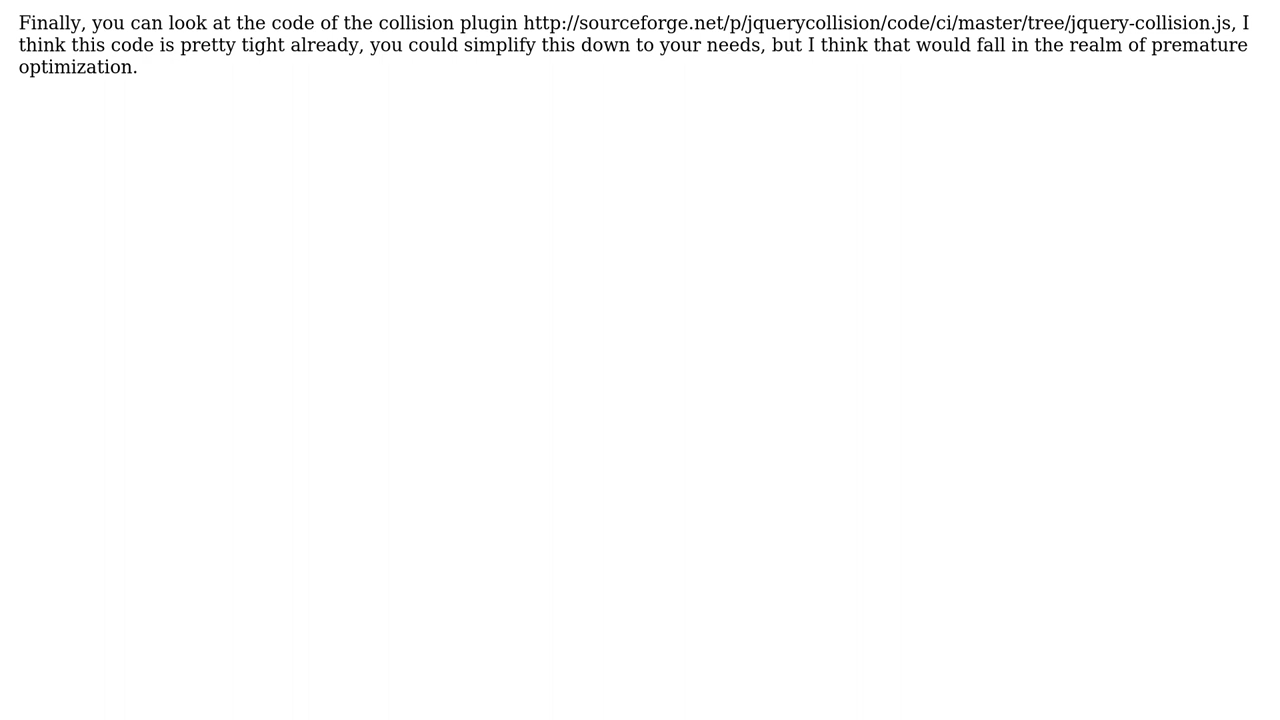 Finally, you can look at the code of the collision plugin http://sourceforge.net/p/jquerycollision/code/ci/master/tree/jquery-collision.js, I
think this code is pretty tight already, you could simplify this down to your needs, but I think that would fall in the realm of premature
optimization.